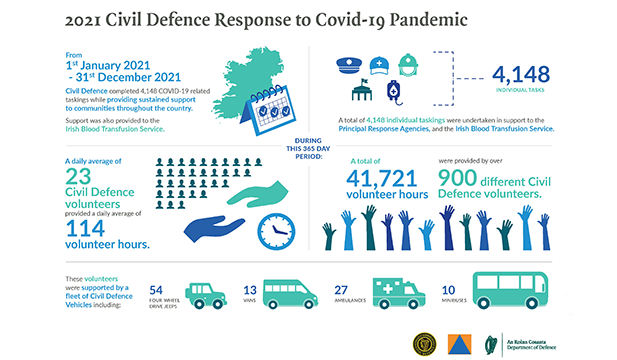 2021 Civil Defence Response to Covid-19 Pandemic
From
1st January 2021
- 31st December 2021
Civil Defence completed 4,148 COVID-19 related
taskings while providing sustained support
to communities throughout the country.
Support was also provided to the
Irish Blood Transfusion Service.
4,148
INDIVIDUAL TASKS
A total of 4,148 individual taskings were undertaken in support to the
Principal Response Agencies, and the Irish Blood Transfusion Service.
DURING
THIS 365 DAY
PERIOD:
A daily average of
23
Civil Defence
volunteers
provided a daily average of
114
volunteer hours.
A total of
41,721
volunteer hours
were provided by over
900 different Civil
Defence volunteers.
These volunteers
were supported by a
fleet of Civil Defence
Vehicles including:
54
FOUR WHEEL
DRIVE JEEPS
13
VANS
27
AMBULANCES
10
MINIBUSES
An Roinn Cosanta
Department of Defence